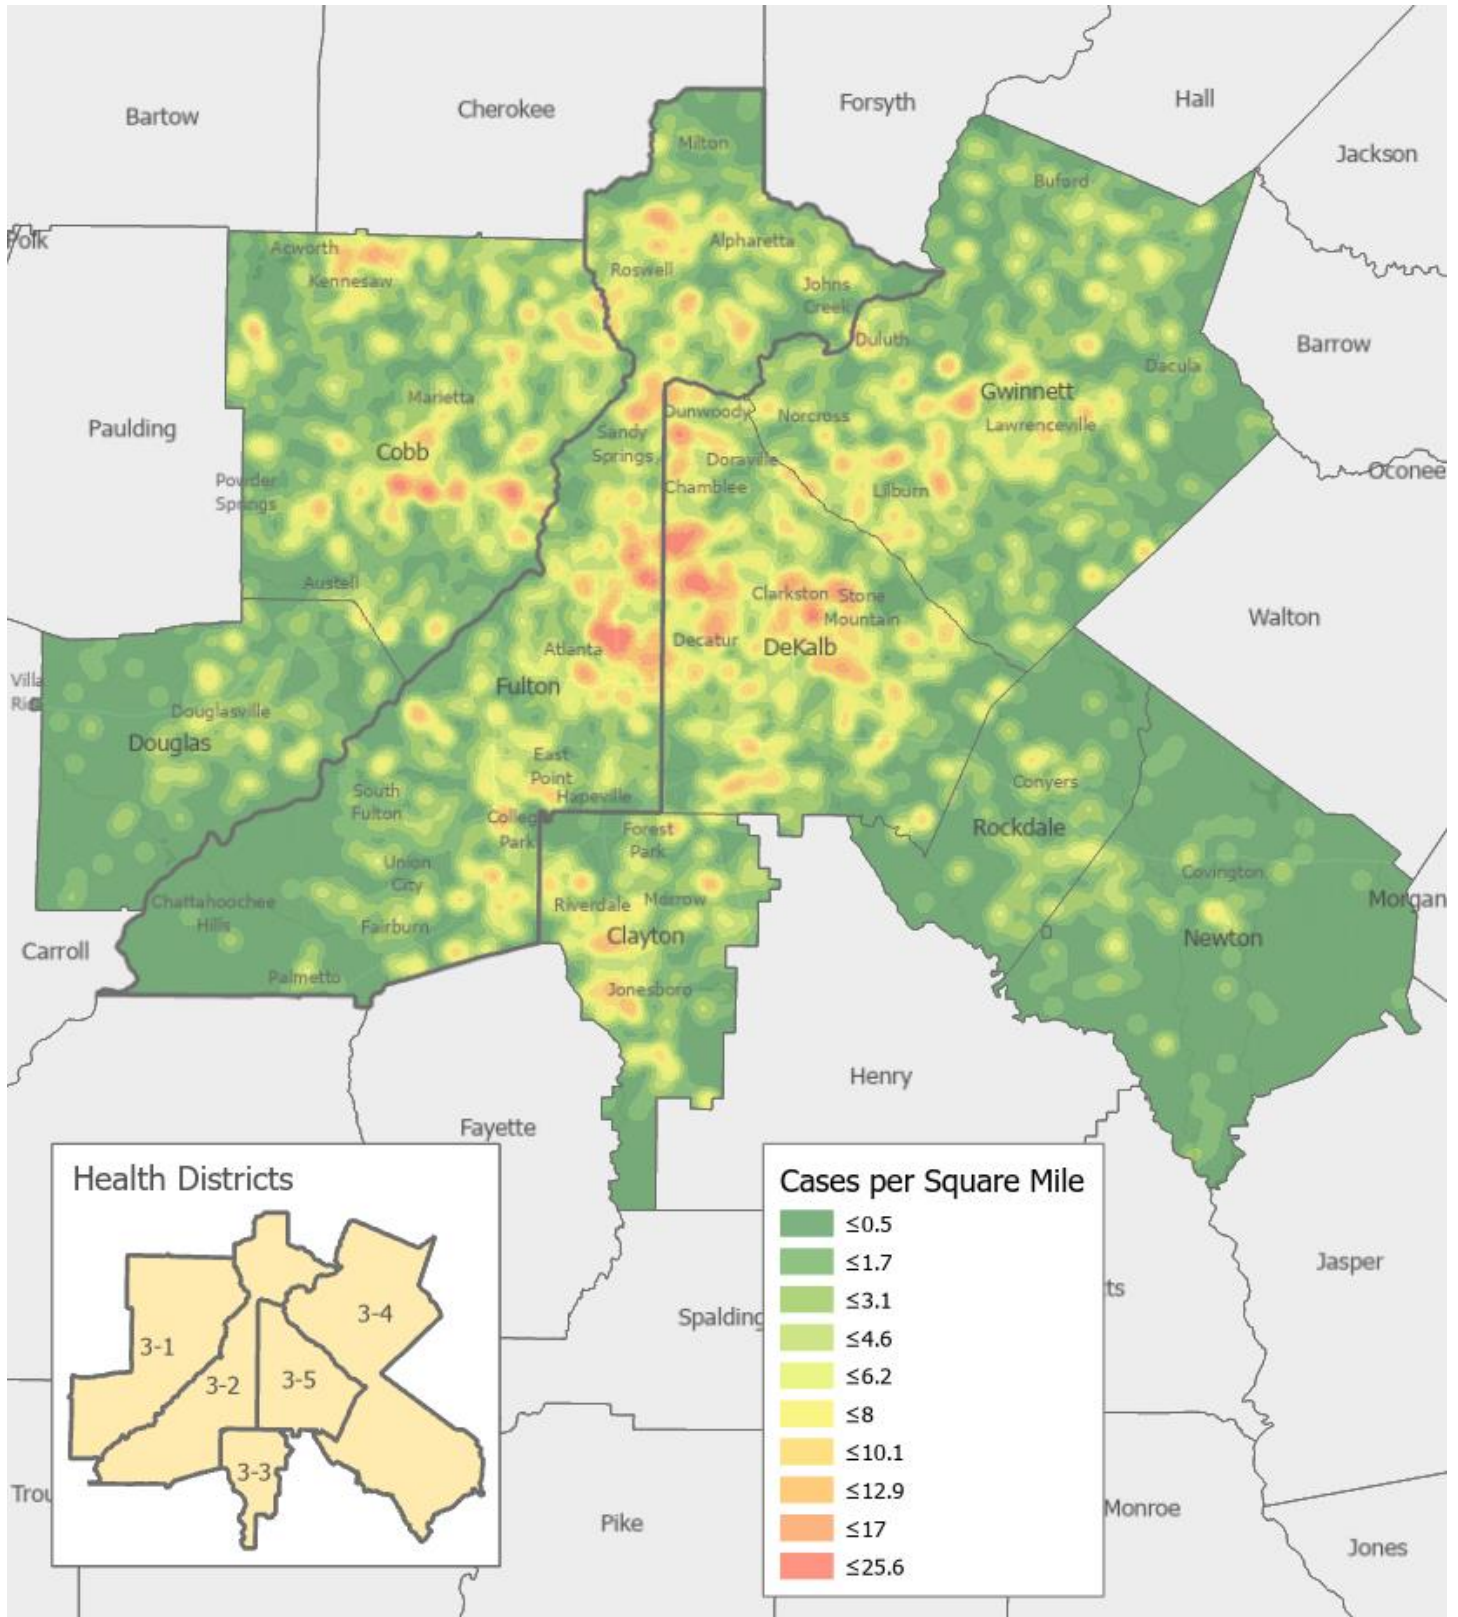 Bartow
Cherokee
Forsyth
Hall
Jackson
Milton
Buford
Polk
Acworth
Alpharetta
Kennesaw
Roswell
Johns
Creek
Duluth
Barrow
Dacula
Paulding
Marietta
Gwinnett
Dunwoody
Norcross
Lawrenceville
Sandy
Springs
Cobb
Doraville
Oconee
Powder
Springs
Chamblee
Lilburn
Austell
Clarkston
Stone
Mountain
Walton
Atlanta
Decatur
DeKalb
Villa
Ric
Fulton
Douglasville
Douglas
East
Point
Hapeville
South
Fulton
Colleg
Park
Forest
Park
Conyers
Rockdale
Union
City
Covington
Chattahoochee
Hills
Riverdale
Morrow
Morgan
Fairburn
Clayton
Newton
Carroll
Palmetto
Jonesboro
Henry
Fayette
Health Districts
3-1
3-2
3-3
3-4
3-5
Cases per Square Mile
≤0.5
≤1.7
≤3.1
≤4.6
≤6.2
≤8
≤10.1
≤12.9
≤17
≤25.6
Jasper
Spalding
ts
Trou
Pike
Monroe
Jones